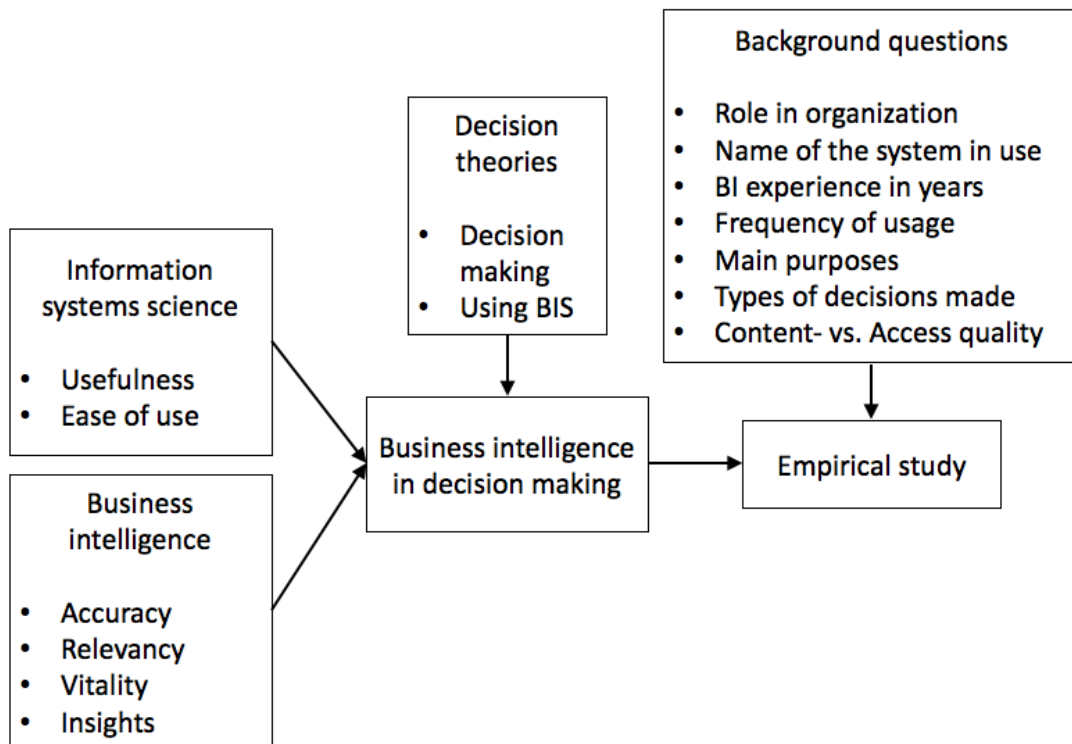 Background questions
• Role in organization
• Name of the system in use
• BI experience in years
• Frequency of usage
• Main purposes
• Types of decisions made
• Content- vs. Access quality
Decision
theories
• Decision
making
• Using BIS
Information
systems science
• Usefulness
• Ease of use
Business intelligence
in decision making
Empirical study
Business
intelligence
• Accuracy
• Relevancy
• Vitality
• Insights